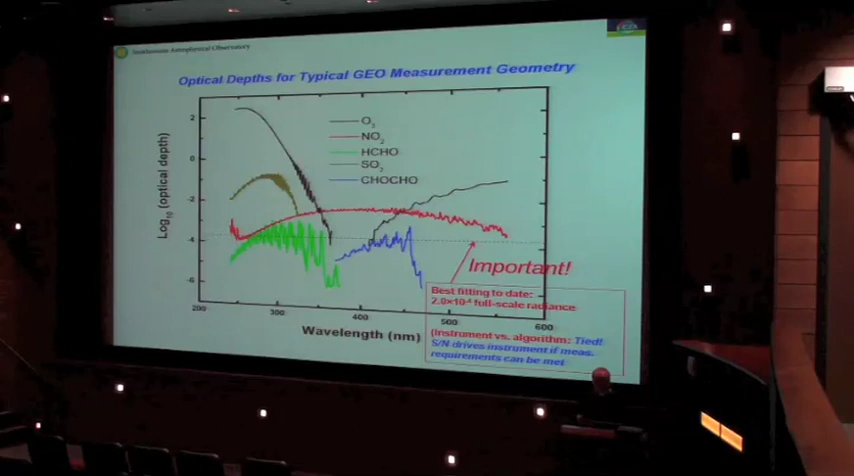 Smithsonian Astrophysical Observatory
Optical Depths for Typical GEO Measurement Geometry
Log10 (optical depth)
2
0
-2
-4
-6
O3
NO2
HCHO
SO2
CHOCHO
200
300
400
500
600
Wavelength (nm)
Important!
Best fitting to date:
2.0×10⁻⁴ full-scale radiance
(Instrument vs. algorithm: Tied!
S/N drives instrument if meas.
requirements can be met